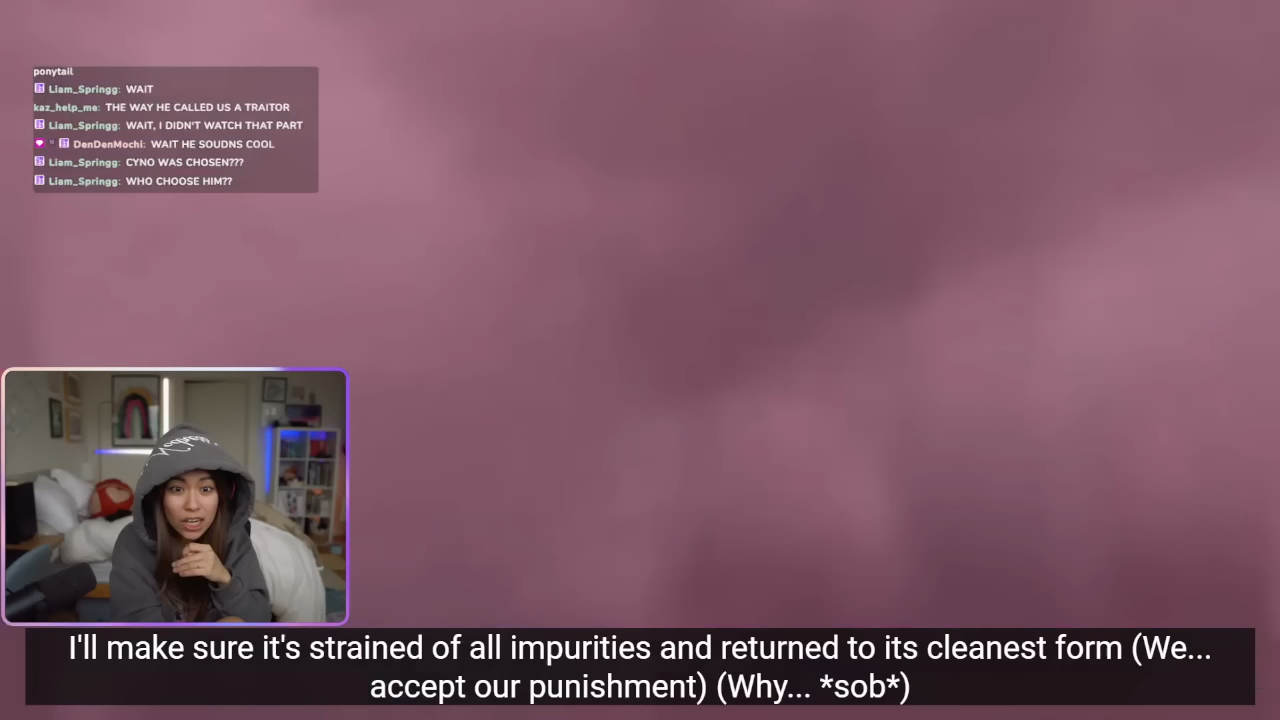 ponytail
Liam_Springg: WAIT
kaz_help_me: THE WAY HE CALLED US A TRAITOR
Liam_Springg: WAIT, I DIDN'T WATCH THAT PART
DenDenMochi: WAIT HE SOUDNS COOL
Liam_Springg: CYNO WAS CHOSEN???
Liam_Springg: WHO CHOOSE HIM??
I'll make sure it's strained of all impurities and returned to its cleanest form (We...
accept our punishment) (Why... *sob*)